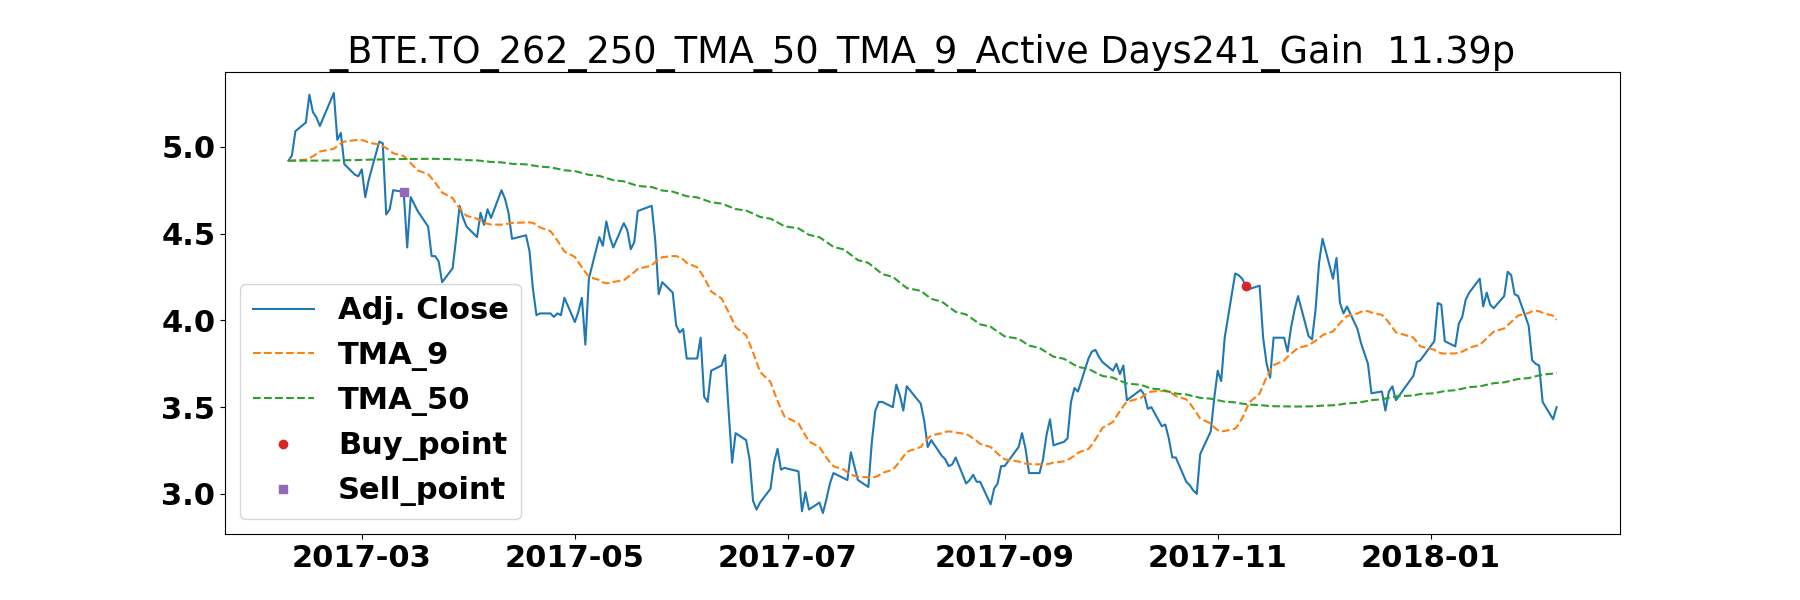 _BTE.TO_262_250_TMA_50_TMA_9_Active Days241_Gain  11.39p
5.0
4.5
4.0
3.5
3.0
Adj. Close
TMA_9
TMA_50
Buy_point
Sell_point
2017-03
2017-05
2017-07
2017-09
2017-11
2018-01